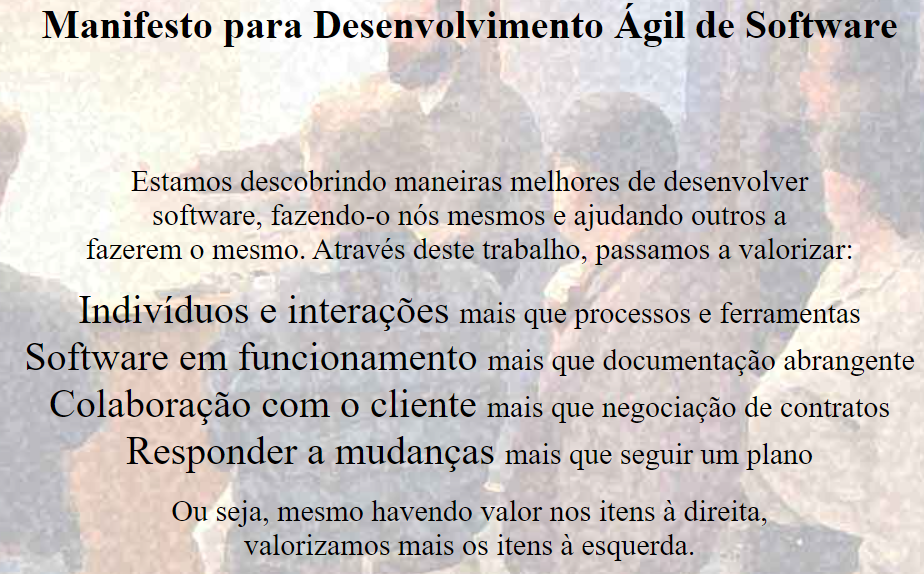 Manifesto para Desenvolvimento Ágil de Software
Estamos descobrindo maneiras melhores de desenvolver
software, fazendo-o nós mesmos e ajudando outros a
fazerem o mesmo. Através deste trabalho, passamos a valorizar:
Indivíduos e interações mais que processos e ferramentas
Software em funcionamento mais que documentação abrangente
Colaboração com o cliente mais que negociação de contratos
Responder a mudanças mais que seguir um plano
Ou seja, mesmo havendo valor nos itens à direita,
valorizamos mais os itens à esquerda.